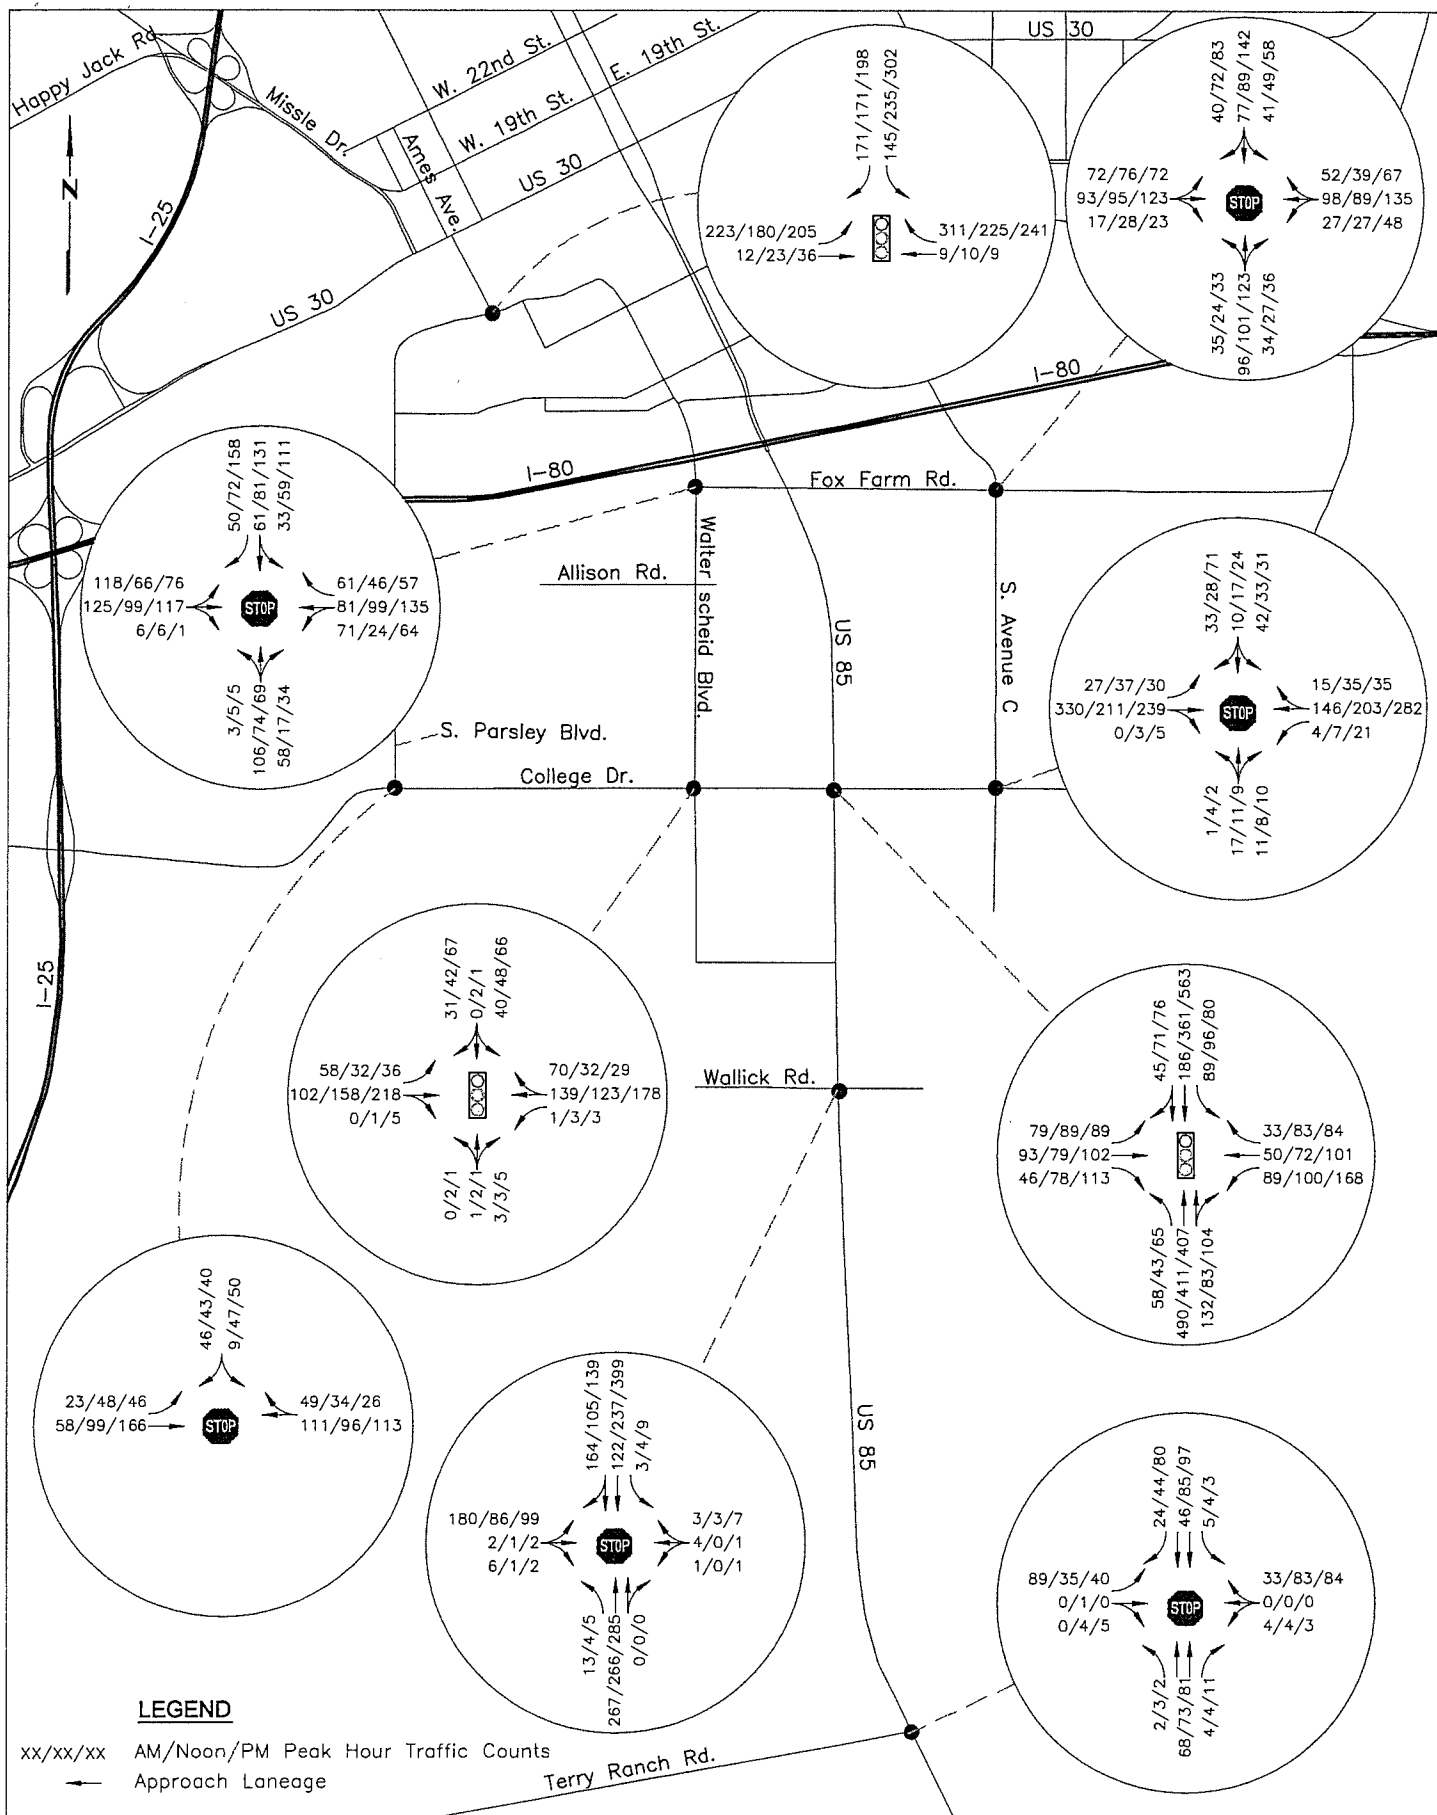 Happy Jack Rd
Missle Dr.
W. 22nd St.
W. 19th St.
E. 19th St.
US 30
US 30
US 30
Ames Ave.
I-25
N
171/171/198
145/235/302
223/180/205
12/23/36
311/225/241
9/10/9
40/72/83
77/89/142
41/49/58
72/76/72
93/95/123
17/28/23
STOP
52/39/67
98/89/135
27/27/48
35/24/33
96/101/123
34/27/36
I-80
I-80
Fox Farm Rd.
Allison Rd.
Walter scheid Blvd.
US 85
S. Avenue C
50/72/158
61/81/131
33/59/111
118/66/76
125/99/117
6/6/1
STOP
61/46/57
81/99/135
71/24/64
3/5/5
106/74/69
58/17/34
33/28/71
10/17/24
42/33/31
27/37/30
330/211/239
0/3/5
STOP
15/35/35
146/203/282
4/7/21
1/4/2
17/11/9
11/8/10
S. Parsley Blvd.
College Dr.
I-25
31/42/67
0/2/1
40/48/66
58/32/36
102/158/218
0/1/5
70/32/29
139/123/178
1/3/3
0/2/1
1/2/1
3/3/5
Wallick Rd.
45/71/76
186/361/563
89/96/80
79/89/89
93/79/102
46/78/113
33/83/84
50/72/101
89/100/168
58/43/65
490/411/407
132/83/104
46/43/40
9/47/50
23/48/46
58/99/166
STOP
49/34/26
111/96/113
164/105/139
122/237/399
3/4/9
180/86/99
2/1/2
6/1/2
STOP
3/3/7
4/0/1
1/0/1
13/4/5
267/266/285
0/0/0
US 85
24/44/80
46/85/97
5/4/3
89/35/40
0/1/0
0/4/5
STOP
33/83/84
0/0/0
4/4/3
2/3/2
68/73/81
4/4/11
LEGEND
xx/xx/xx AM/Noon/PM Peak Hour Traffic Counts
Approach Laneage
Terry Ranch Rd.